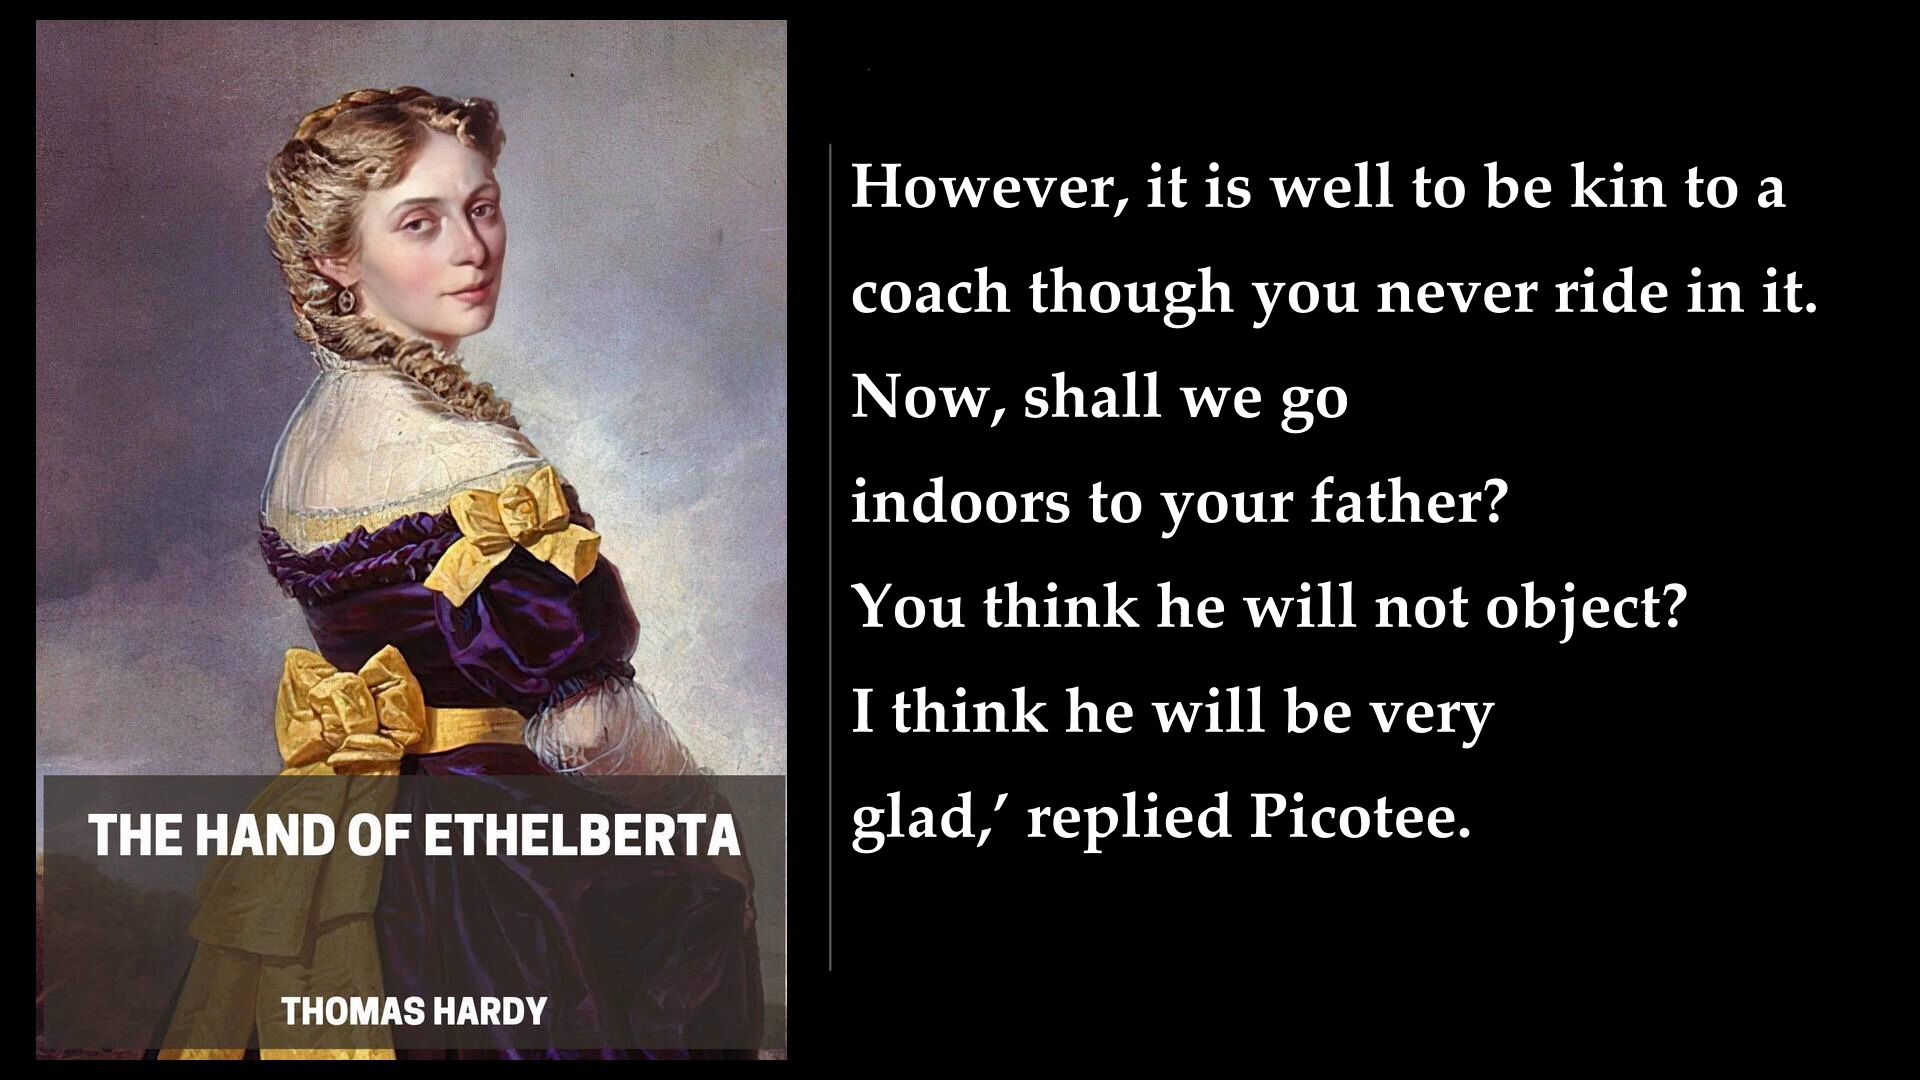 THE HAND OF ETHELBERTA
THOMAS HARDY
However, it is well to be kin to a
coach though you never ride in it.
Now, shall we go
indoors to your father?
You think he will not object?
I think he will be very
glad,’ replied Picotee.